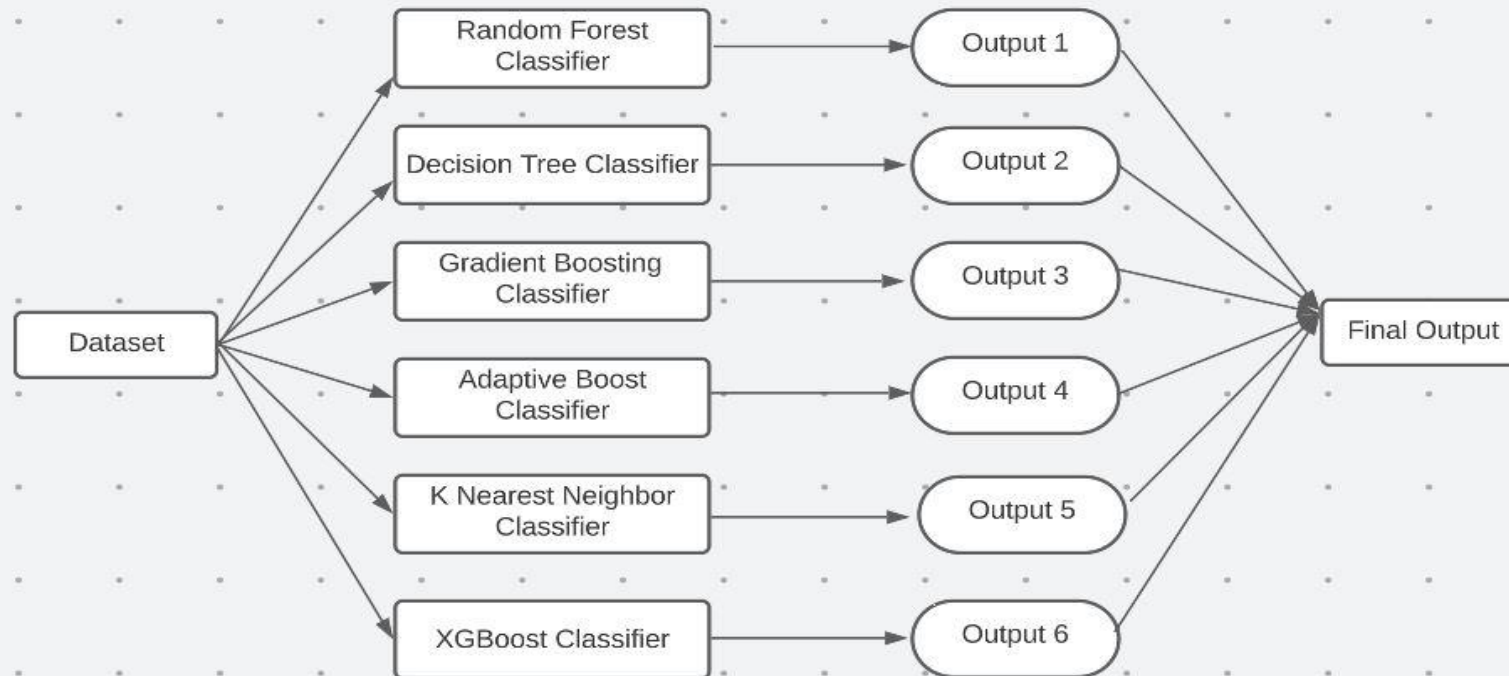 Random Forest
Classifier
Output 1
Decision Tree Classifier
Output 2
Gradient Boosting
Classifier
Output 3
Dataset
Final Output
Adaptive Boost
Classifier
Output 4
K Nearest Neighbor
Classifier
Output 5
XGBoost Classifier
Output 6